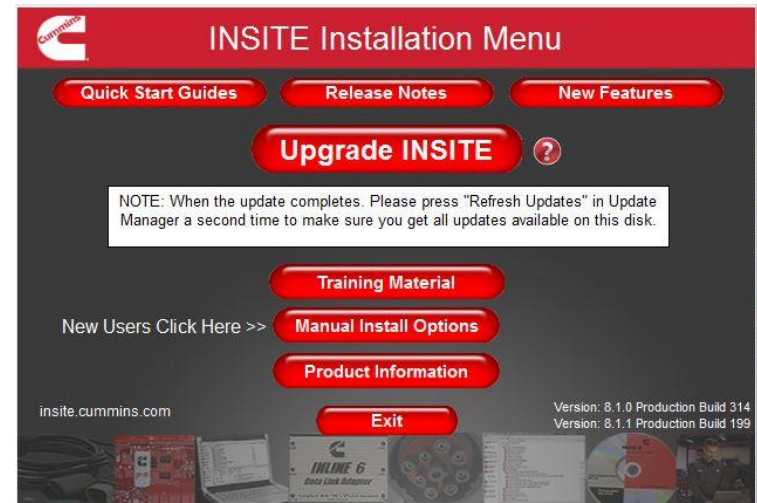 Cummins
INSITE Installation Menu
Quick Start Guides
Release Notes
New Features
Upgrade INSITE
?
NOTE: When the update completes. Please press "Refresh Updates" in Update
Manager a second time to make sure you get all updates available on this disk.
Training Material
New Users Click Here >>
Manual Install Options
Product Information
insite.cummins.com
Exit
Version: 8.1.0 Production Build 314
Version: 8.1.1 Production Build 199
INLINE 6
Data Link Adapter